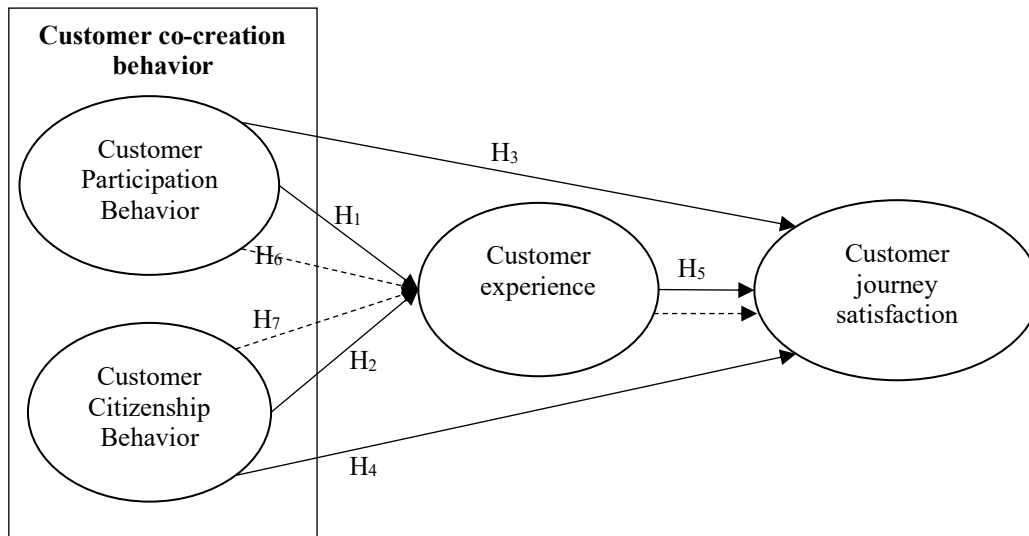 Customer co-creation
behavior
Customer
Participation
Behavior
H3
H1
H6
Customer
experience
H5
Customer
journey
satisfaction
H7
H2
Customer
Citizenship
Behavior
H4